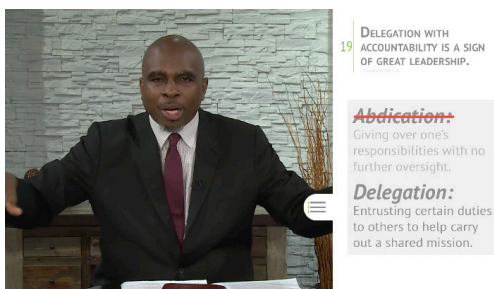 19
DELEGATION WITH
ACCOUNTABILITY IS A SIGN
OF GREAT LEADERSHIP.
Abdication:
Giving over one's
responsibilities with no
further oversight.
Delegation:
Entrusting certain duties
to others to help carry
out a shared mission.